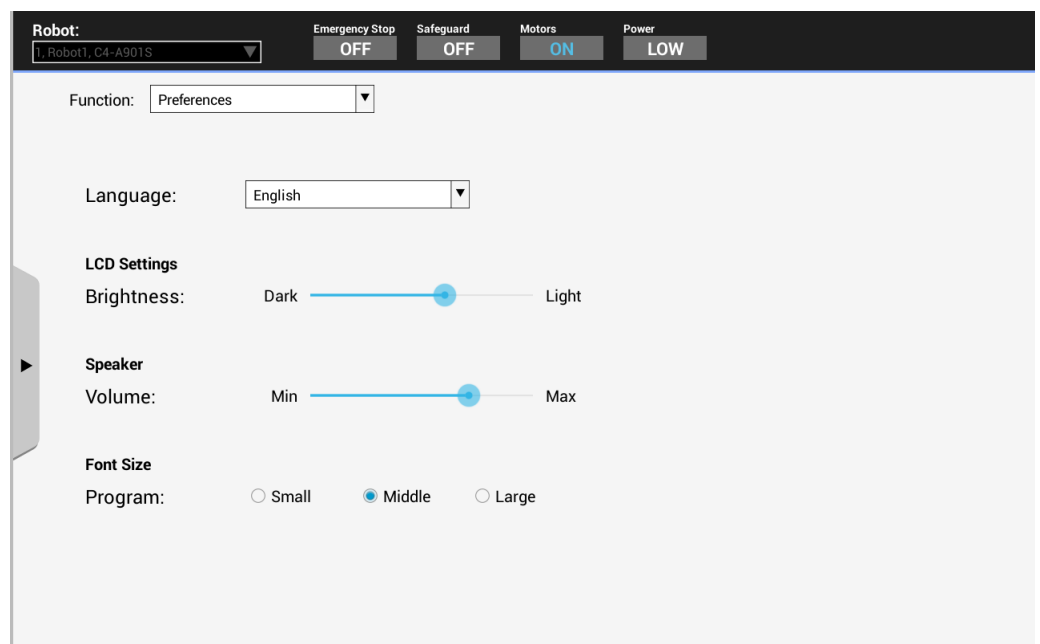 Robot: Emergency Stop Safeguard Motors Power
1, Robot1, C4-A901S OFF OFF ON LOW
Function: Preferences
Language: English
LCD Settings
Brightness: Dark Light
Speaker
Volume: Min Max
Font Size
Program: Small Middle Large